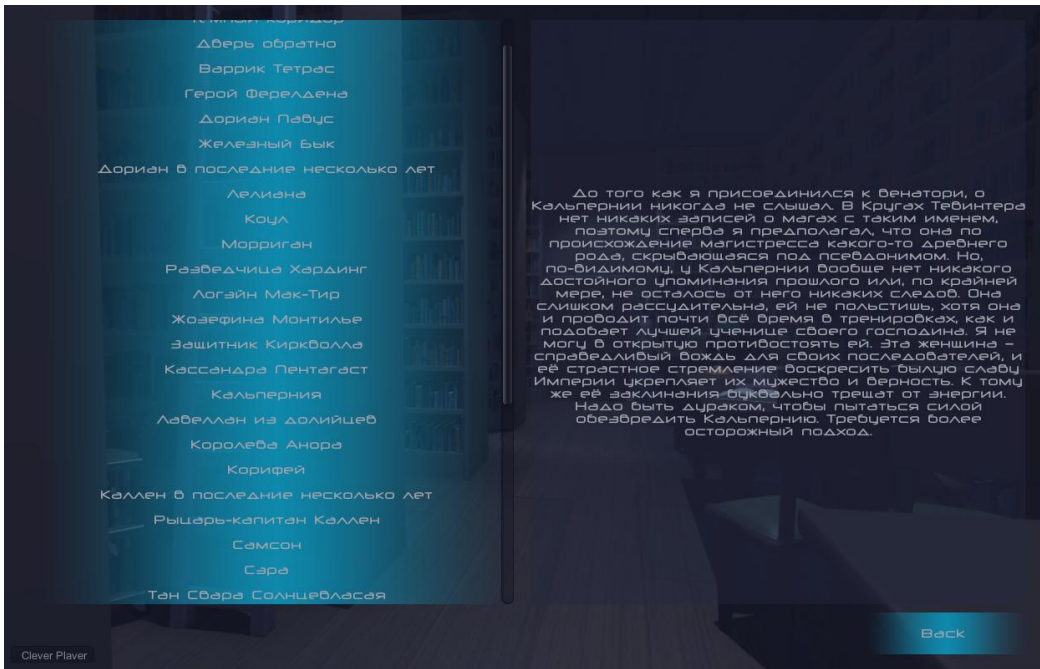 Дверь обратно
Варрик Тетрас
Герой Ферелдена
Дориан Павус
Железный Бык
Дориан в последние несколько лет
Лелиана
Коул
Морриган
Разведчица Хардинг
Логэйн Мак-Тир
Жозефина Монтилье
Защитник Киркволла
Кассандра Пентагаст
Кальперния
Лавеллан из долийцев
Королева Анора
Корифей
Каллен в последние несколько лет
Рыцарь-капитан Каллен
Самсон
Сэра
Тан Свара Солнцевласая
До того как я присоединился к Венатори, о
Кальпернии никогда не слышал. В Кругах Тевинтера
нет никаких записей о магах с таким именем,
поэтому сперва я предполагал, что она по
происхождение магистресса какого-то древнего
рода, скрывающаяся под псевдонимом. Но,
по-видимому, у Кальпернии вообще нет никакого
достойного упоминания прошлого или, по крайней
мере, не осталось от него никаких следов. Она
слишком рассудительна, ей не польстишь, хотя она
и проводит почти всё время в тренировках, как и
подобает лучшей ученице своего господина. Я не
могу в открытую противостоять ей. Эта женщина –
справедливый вождь для своих последователей, и
её страстное стремление воскресить былую славу
Империи укрепляет их мужество и верность. К тому
же её заклинания буквально трещат от энергии.
Надо быть дураком, чтобы пытаться силой
обезвредить Кальпернию. Требуется более
осторожный подход.
Back
Clever Player